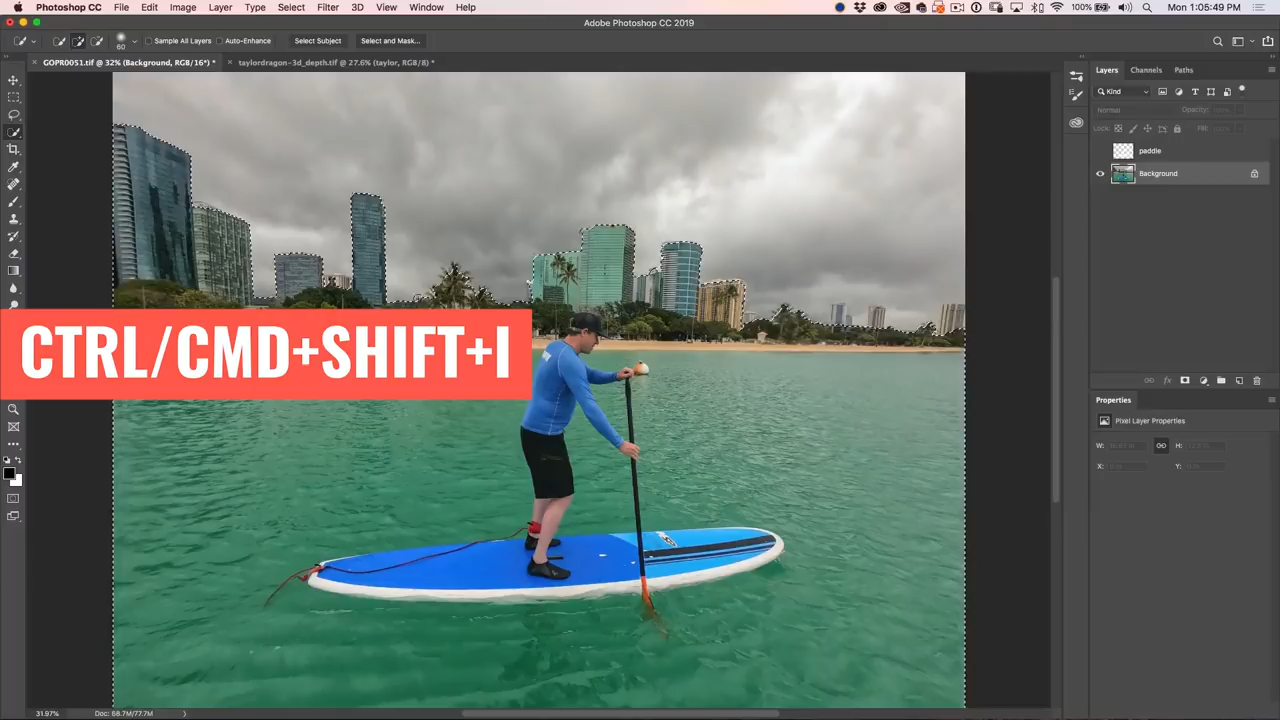 Photoshop CC File Edit Image Layer Type Select Filter 3D View Window Help 100% Mon 1:05:49 PM
Adobe Photoshop CC 2019
60 Sample All Layers Auto-Enhance Select Subject Select and Mask...
GOPR0051.tif @ 32% (Background, RGB/16*) * taylordragon-3d_depth.tif @ 27.6% (taylor, RGB/8) *
Layers Channels Paths
Kind
Normal Opacity:
Lock: Fill:
paddle
Background
CTRL/CMD+SHIFT+I
fx
Properties
Pixel Layer Properties
W: H:
X: Y:
31.97% Doc: 68.7M/77.7M